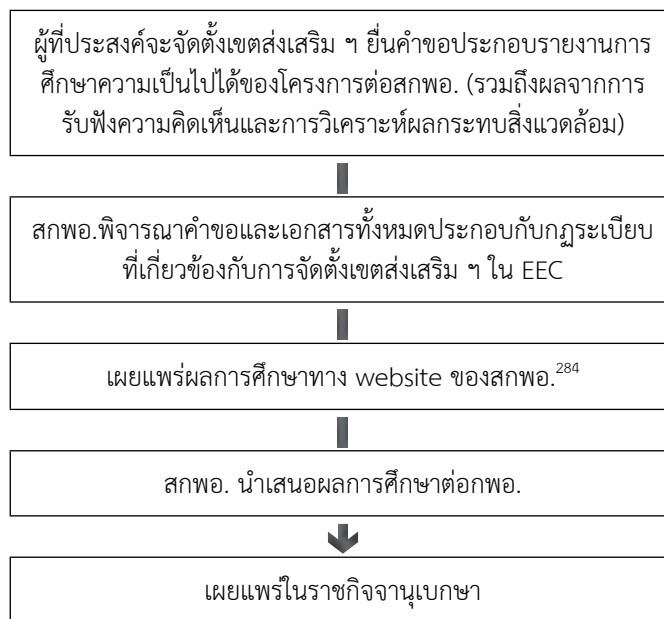 ผู้ที่ประสงค์จะจัดตั้งเขตส่งเสริม ฯ ยื่นคำขอประกอบรายงานการ
ศึกษาความเป็นไปได้ของโครงการต่อสกพอ. (รวมถึงผลจากการ
รับฟังความคิดเห็นและการวิเคราะห์ผลกระทบสิ่งแวดล้อม)
สกพอ.พิจารณาคำขอและเอกสารทั้งหมดประกอบกับกฏระเบียบ
ที่เกี่ยวข้องกับการจัดตั้งเขตส่งเสริม ฯ ใน EEC
เผยแพร่ผลการศึกษาทาง website ของสกพอ.²⁸⁴
สกพอ. นำเสนอผลการศึกษาต่อกพอ.
เผยแพร่ในราชกิจจานุเบกษา